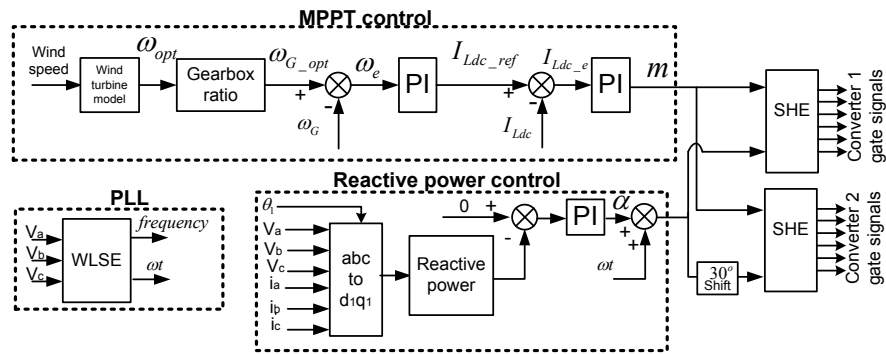 MPPT control
Wind
speed
Wind
turbine
model
ω_opt
Gearbox
ratio
ω_G_opt
+
-
ω_G
ω_e
PI
I_Ldc_ref
+
-
I_Ldc
I_Ldc_e
PI
m
SHE
Converter 1
gate signals
PLL
V_a
V_b
V_c
WLSE
frequency
ωt
Reactive power control
θ_1
V_a
V_b
V_c
i_a
i_b
i_c
abc
to
d_1q_1
Reactive
power
0
+
-
PI
α
+
+
ωt
30^o
Shift
SHE
Converter 2
gate signals